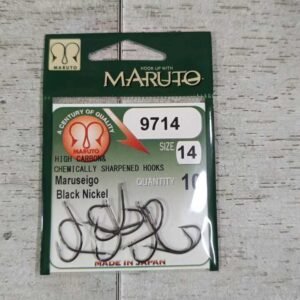 HOOK UP WITH
MARUTO
MARUTO
A CENTURY OF QUALITY
MARUTO
9714
SIZE 14
HIGH CARBON&
CHEMICALLY SHARPENED HOOKS
Maruseigo
QUANTITY 10
Black Nickel
MADE IN JAPAN